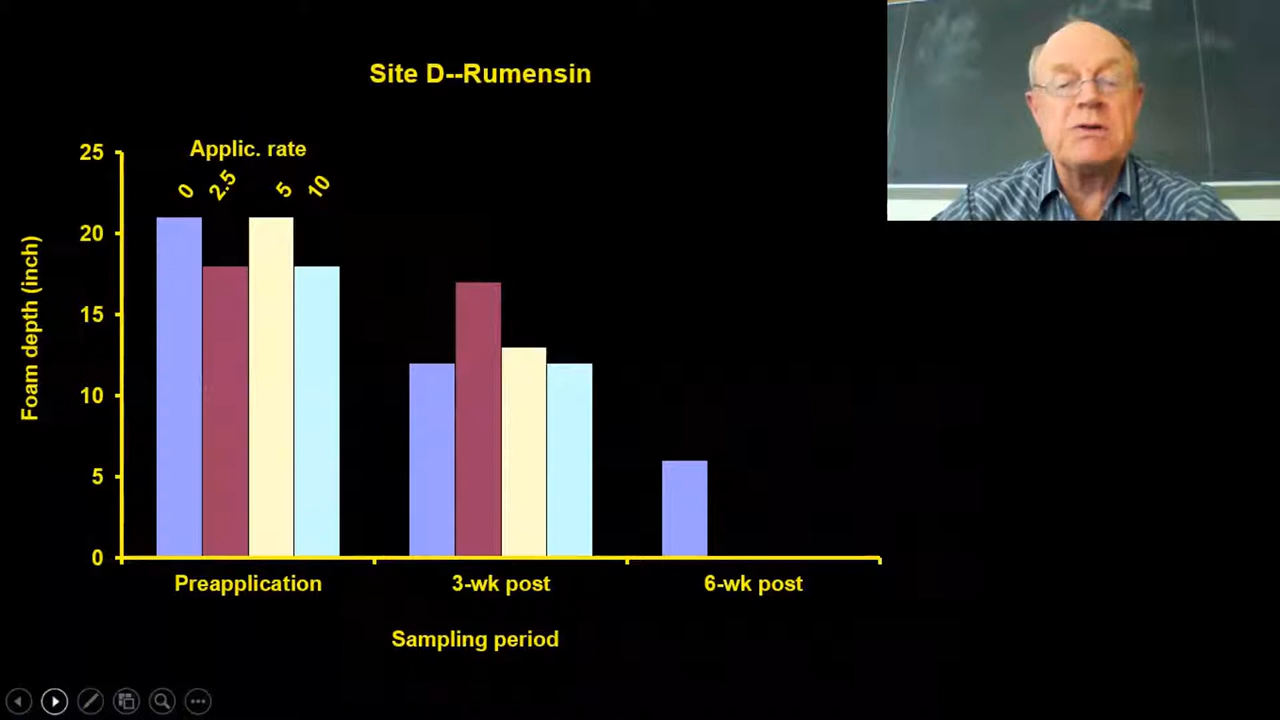 Site D--Rumensin
Applic. rate
0
2.5
5
10
25
20
15
10
5
0
Foam depth (inch)
Preapplication
3-wk post
6-wk post
Sampling period